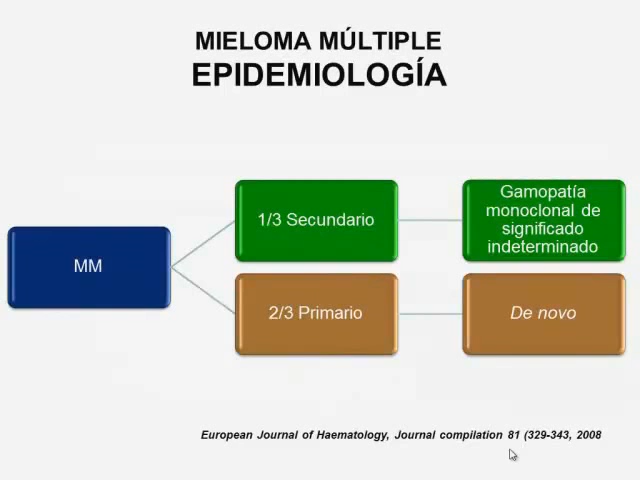 MIELOMA MÚLTIPLE
EPIDEMIOLOGÍA
MM
1/3 Secundario
Gamopatía
monoclonal de
significado
indeterminado
2/3 Primario
De novo
European Journal of Haematology, Journal compilation 81 (329-343, 2008